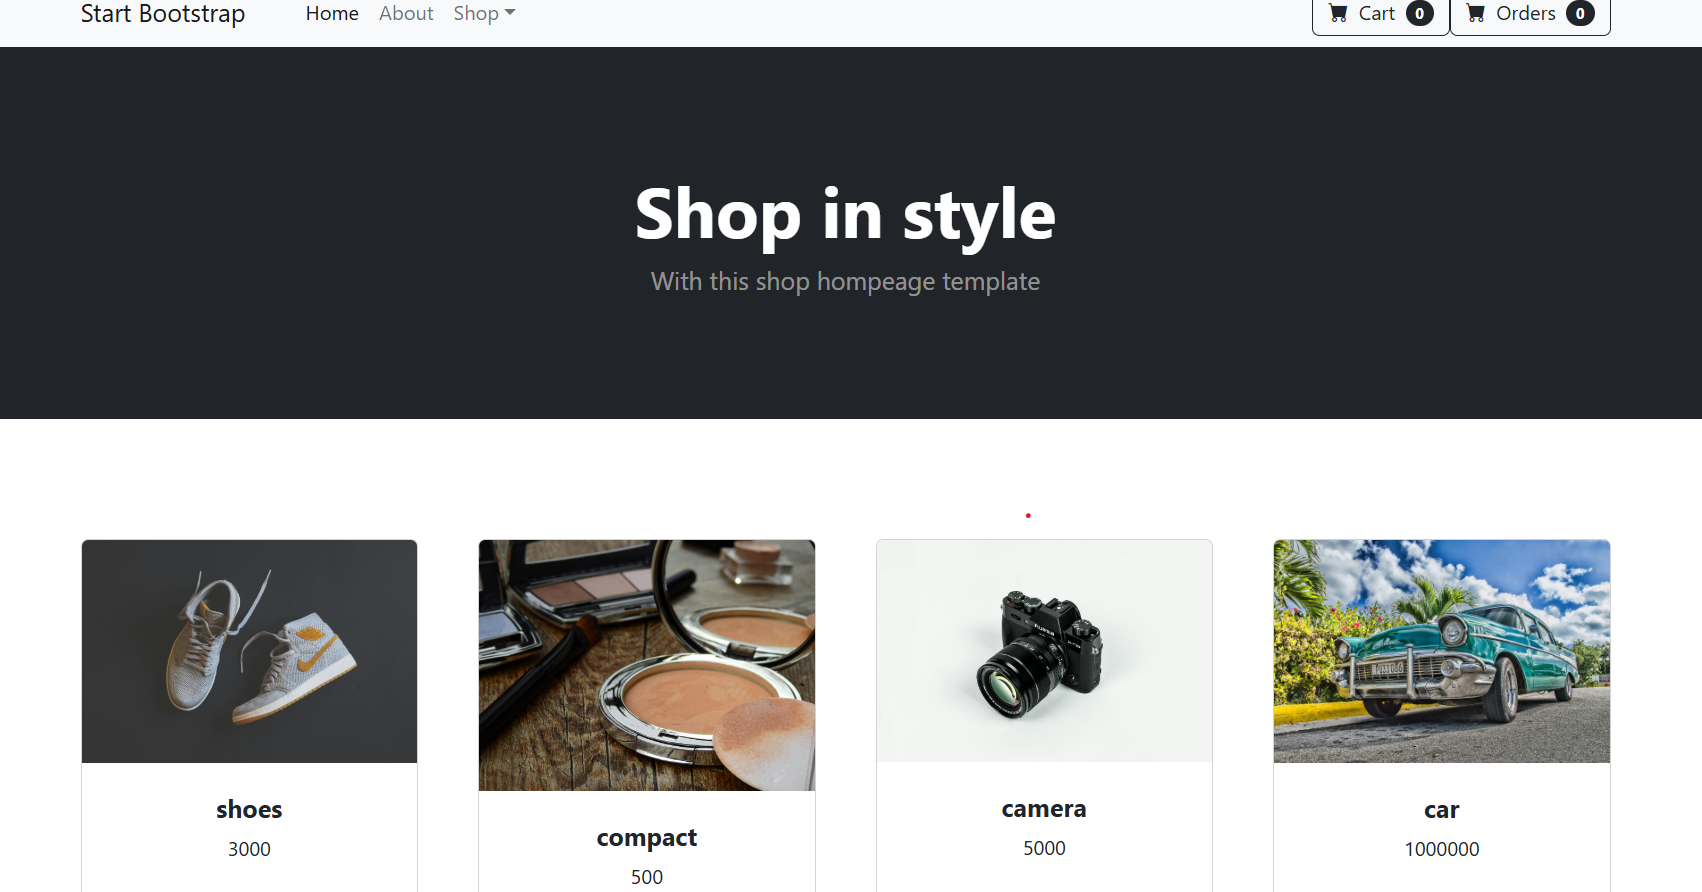 Start Bootstrap Home About Shop Cart 0 Orders 0
Shop in style
With this shop hompeage template
FUJIFILM
shoes
camera
car
3000
compact
5000
1000000
500